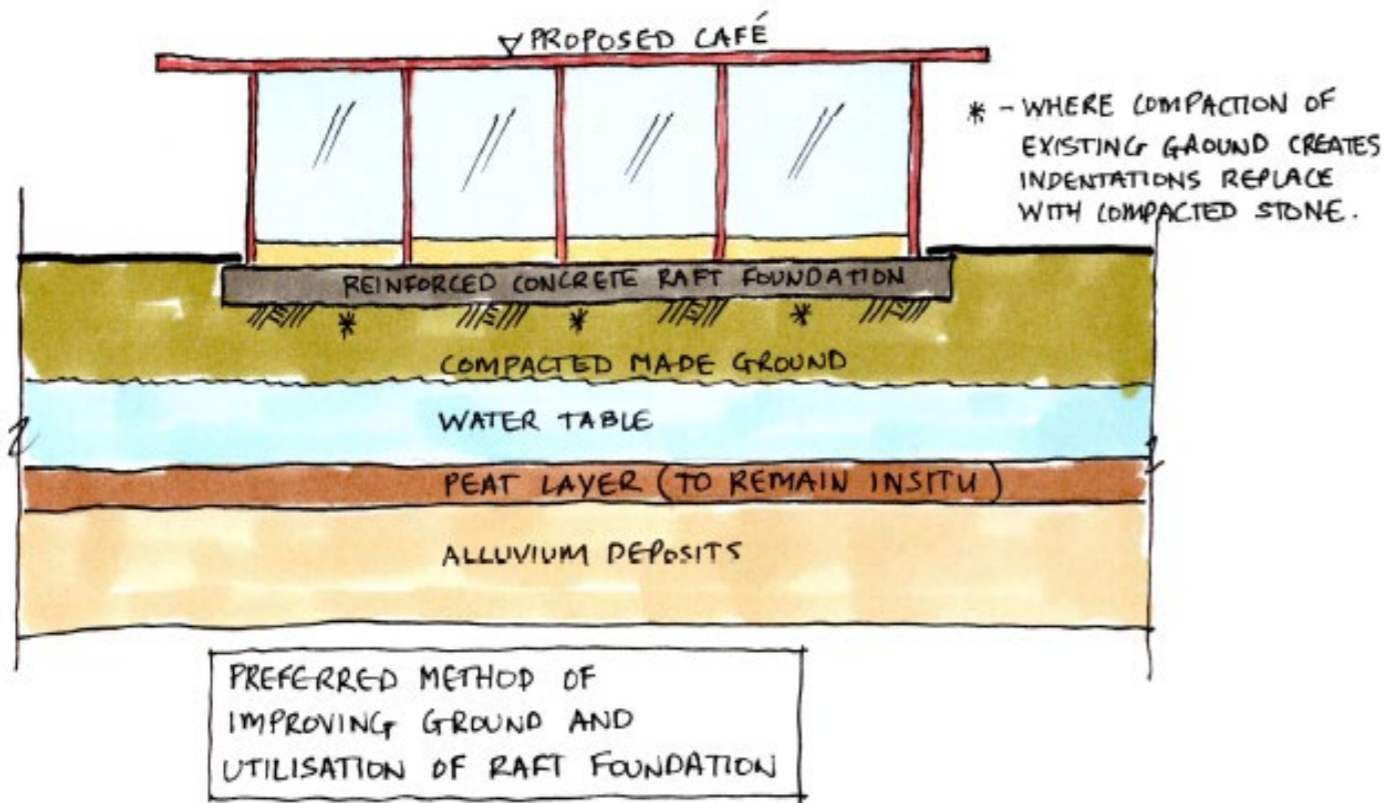 PROPOSED CAFÉ
* - WHERE COMPACTION OF
EXISTING GROUND CREATES
INDENTATIONS REPLACE
WITH COMPACTED STONE.
REINFORCED CONCRETE RAFT FOUNDATION
* * *
COMPACTED MADE GROUND
WATER TABLE
PEAT LAYER (TO REMAIN INSITU)
ALLUVIUM DEPOSITS
PREFERRED METHOD OF
IMPROVING GROUND AND
UTILISATION OF RAFT FOUNDATION